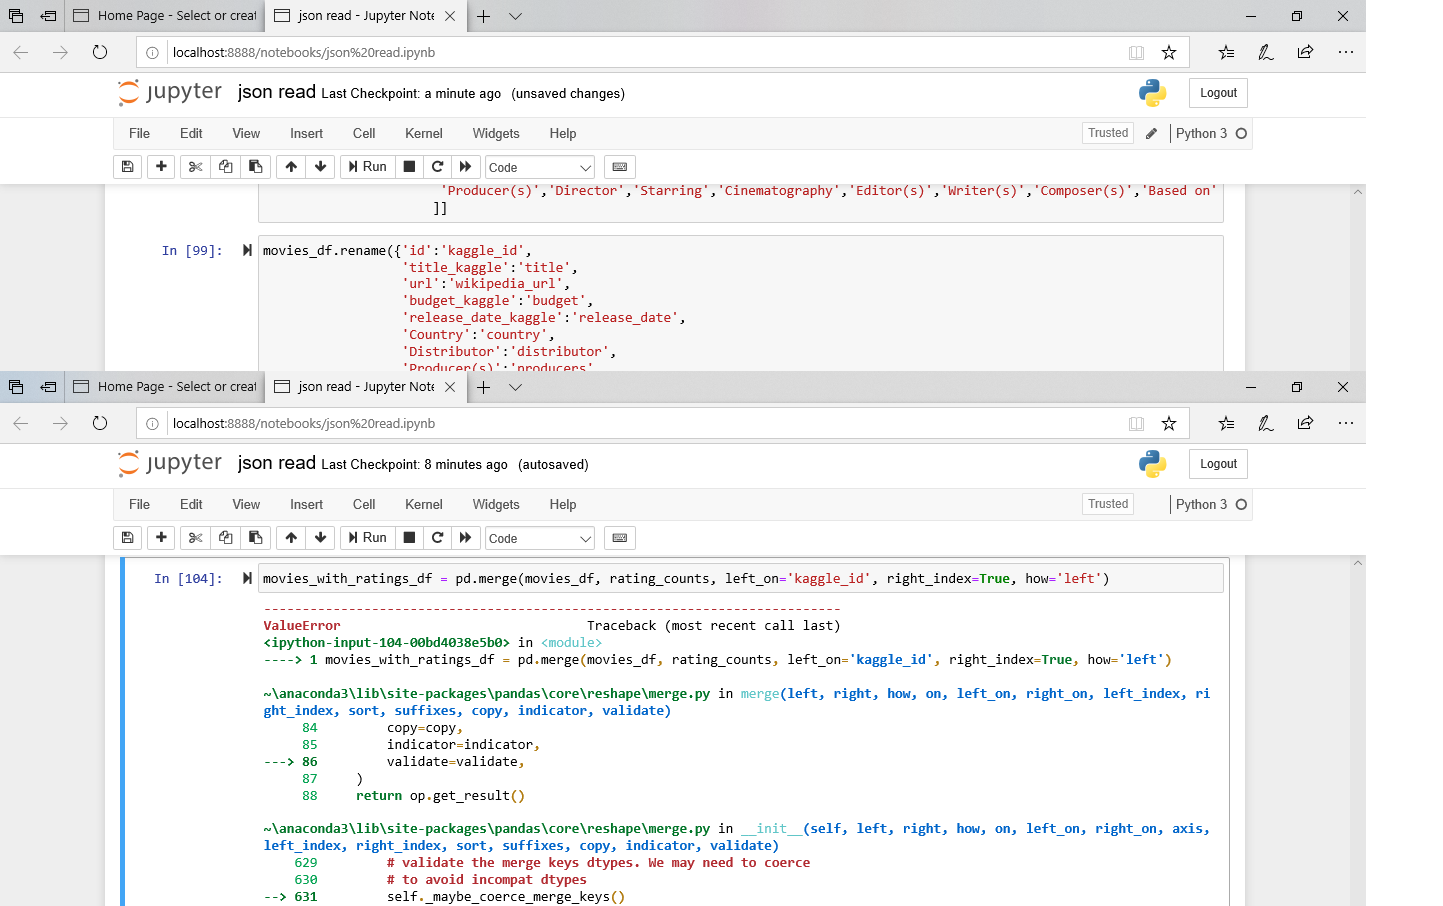 Home Page - Select or creat
json read - Jupyter Note
localhost:8888/notebooks/json%20read.ipynb
jupyter json read Last Checkpoint: a minute ago (unsaved changes)
Logout
File Edit View Insert Cell Kernel Widgets Help
Trusted
Python 3
Run
Code
'Producer(s)','Director','Starring','Cinematography','Editor(s)','Writer(s)','Composer(s)','Based on'
]]
In [99]:
movies_df.rename({'id':'kaggle_id',
'title_kaggle':'title',
'url':'wikipedia_url',
'budget_kaggle':'budget',
'release_date_kaggle':'release_date',
'Country':'country',
'Distributor':'distributor',
'Producer(s)':'producers'
Home Page - Select or creat
json read - Jupyter Note
localhost:8888/notebooks/json%20read.ipynb
jupyter json read Last Checkpoint: 8 minutes ago (autosaved)
Logout
File Edit View Insert Cell Kernel Widgets Help
Trusted
Python 3
Run
Code
In [104]:
movies_with_ratings_df = pd.merge(movies_df, rating_counts, left_on='kaggle_id', right_index=True, how='left')
---------------------------------------------------------------------------
ValueError Traceback (most recent call last)
<ipython-input-104-00bd4038e5b0> in <module>
----> 1 movies_with_ratings_df = pd.merge(movies_df, rating_counts, left_on='kaggle_id', right_index=True, how='left')
~\anaconda3\lib\site-packages\pandas\core\reshape\merge.py in merge(left, right, how, on, left_on, right_on, left_index, ri
ght_index, sort, suffixes, copy, indicator, validate)
84 copy=copy,
85 indicator=indicator,
---> 86 validate=validate,
87 )
88 return op.get_result()
~\anaconda3\lib\site-packages\pandas\core\reshape\merge.py in __init__(self, left, right, how, on, left_on, right_on, axis,
left_index, right_index, sort, suffixes, copy, indicator, validate)
629 # validate the merge keys dtypes. We may need to coerce
630 # to avoid incompat dtypes
--> 631 self._maybe_coerce_merge_keys()